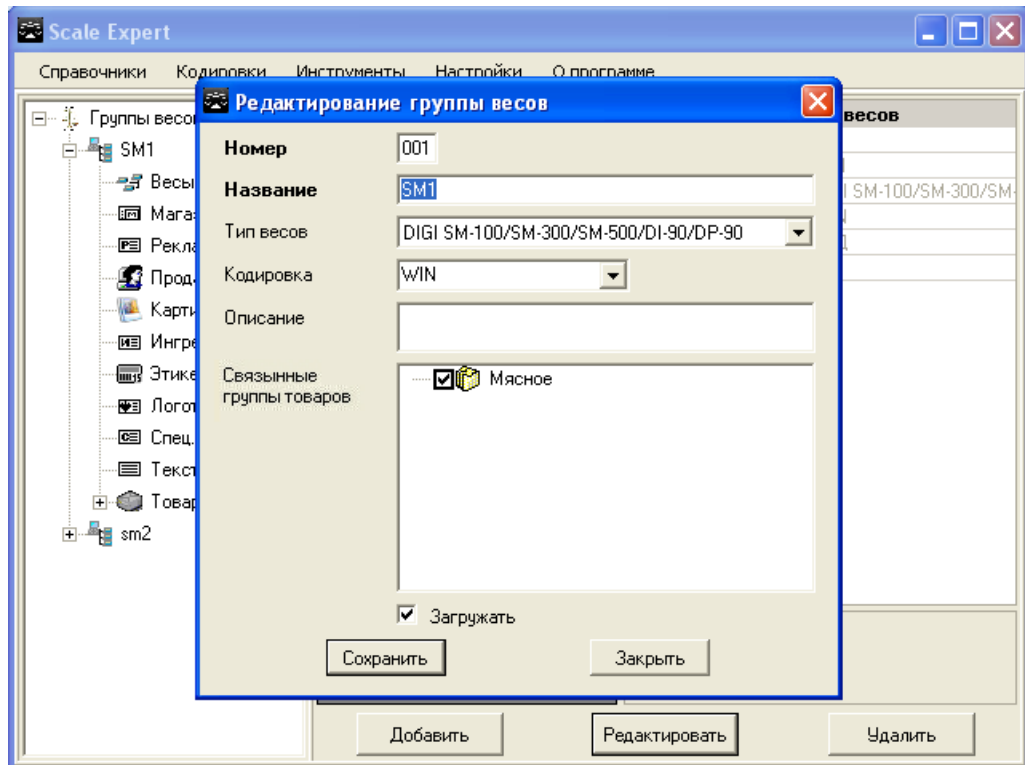 Scale Expert
Справочники Кодировки Инструменты Настройки О программе
Редактирование группы весов
весов
Группы весо
SM1
Весы
Мага
Рекла
Прод
Карти
Ингре
Этике
Логот
Спец.
Текст
Товар
sm2
Номер 001
Название SM1
Тип весов DIGI SM-100/SM-300/SM-500/DI-90/DP-90
Кодировка WIN
Описание
Связынные
группы товаров
Мясное
Загружать
Сохранить Закрыть
SM-100/SM-300/SM-
Добавить Редактировать Удалить